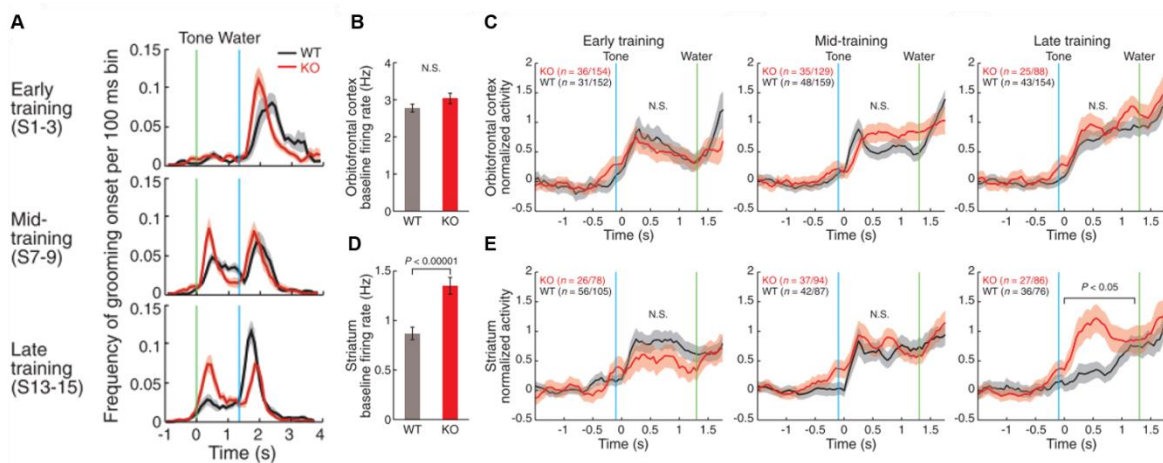 A
Tone Water
WT
KO
Early
training
(S1-3)
Mid-
training
(S7-9)
Late
training
(S13-15)
Frequency of grooming onset per 100 ms bin
0.15
0.1
0.05
0
0.15
0.1
0.05
0
0.15
0.1
0.05
0
-1 0 1 2 3 4
Time (s)
B
N.S.
Orbitofrontal cortex
baseline firing rate (Hz)
4
3
2
1
0
WT KO
C
Early training
Tone Water
KO (n = 36/154)
WT (n = 31/152)
N.S.
Orbitofrontal cortex
normalized activity
2
1.5
1
0.5
0
-0.5
-1 -0.5 0 0.5 1 1.5
Time (s)
Mid-training
Tone Water
KO (n = 35/129)
WT (n = 48/159)
N.S.
2
1.5
1
0.5
0
-0.5
-1 -0.5 0 0.5 1 1.5
Time (s)
Late training
Tone Water
KO (n = 25/88)
WT (n = 43/154)
N.S.
2
1.5
1
0.5
0
-0.5
-1 -0.5 0 0.5 1 1.5
Time (s)
D
P < 0.00001
Striatum
baseline firing rate (Hz)
1.5
1.0
0.5
0
WT KO
E
KO (n = 26/78)
WT (n = 56/105)
N.S.
Striatum
normalized activity
2
1.5
1
0.5
0
-0.5
-1 -0.5 0 0.5 1 1.5
Time (s)
KO (n = 37/94)
WT (n = 42/87)
N.S.
2
1.5
1
0.5
0
-0.5
-1 -0.5 0 0.5 1 1.5
Time (s)
KO (n = 27/86)
WT (n = 36/76)
P < 0.05
2
1.5
1
0.5
0
-0.5
-1 -0.5 0 0.5 1 1.5
Time (s)